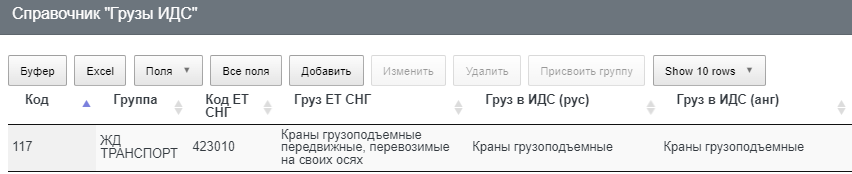 Справочник "Грузы ИДС"
Буфер Excel Поля Все поля Добавить Изменить Удалить Присвоить группу Show 10 rows
Код Группа Код ЕТ СНГ Груз ЕТ СНГ Груз в ИДС (рус) Груз в ИДС (анг)
117 ЖД ТРАНСПОРТ 423010 Краны грузоподъемные передвижные, перевозимые на своих осях Краны грузоподъемные Краны грузоподъемные